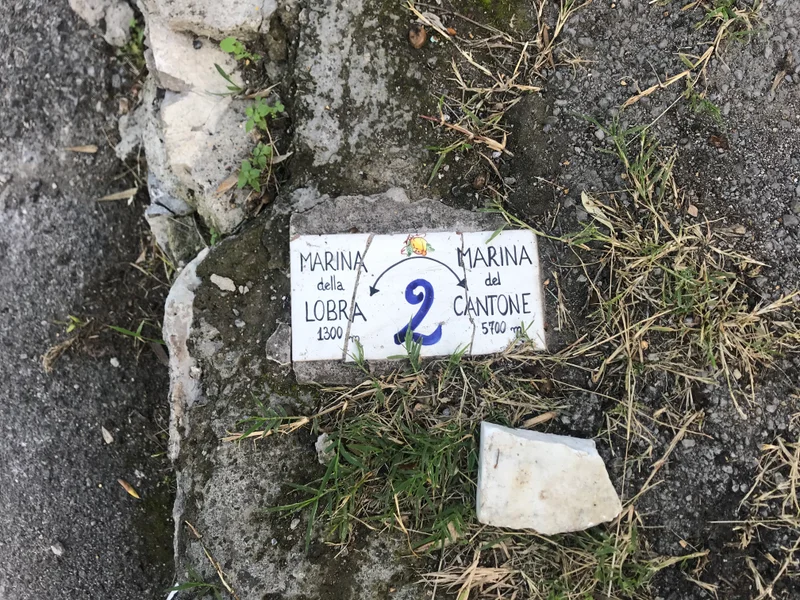 MARINA
della
LOBRA
1300 m
2
MARINA
del
CANTONE
5700 m